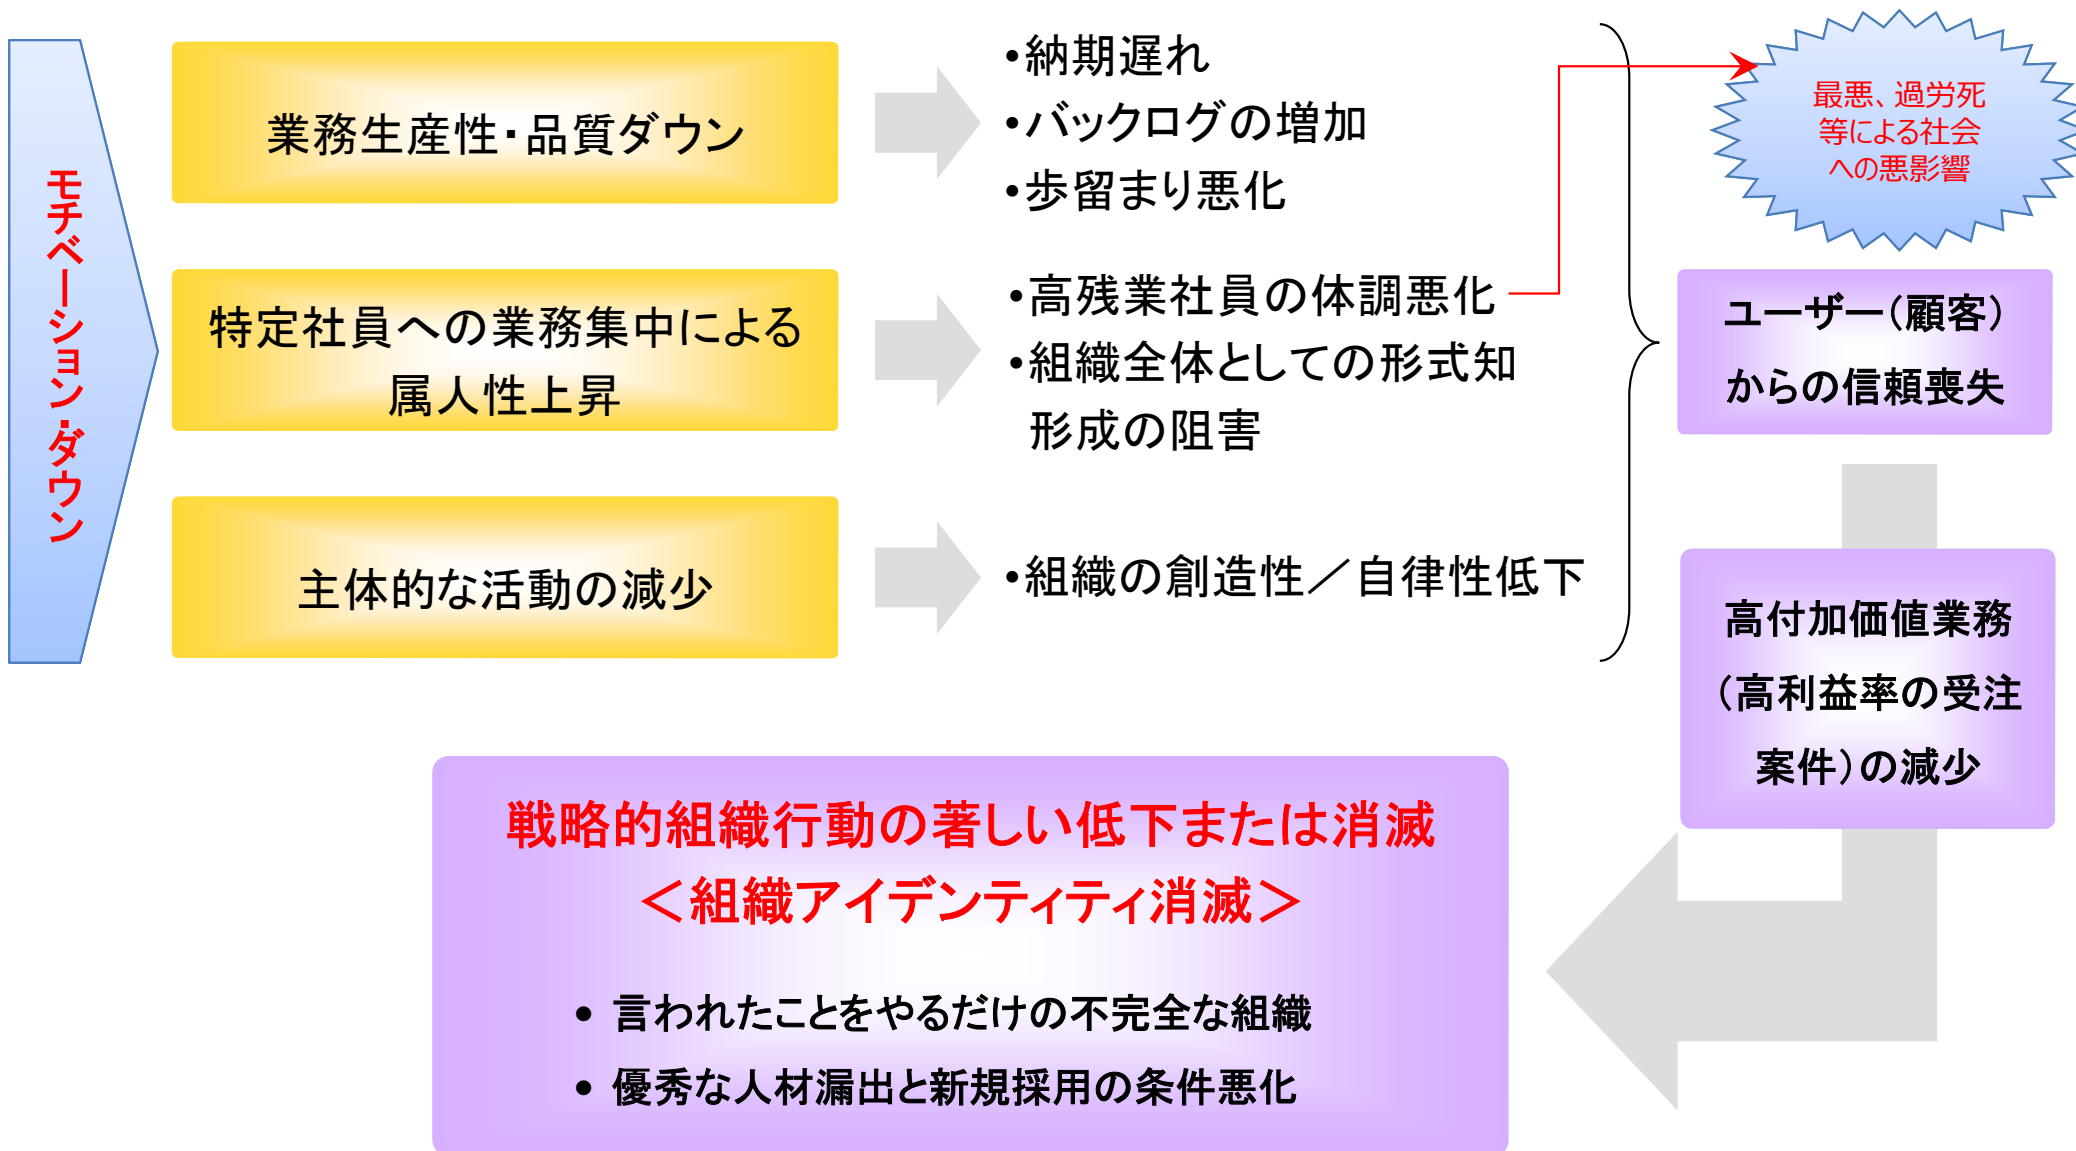 モチベーション・ダウン
業務生産性・品質ダウン
•納期遅れ
•バックログの増加
•歩留まり悪化
特定社員への業務集中による
属人性上昇
•高残業社員の体調悪化
•組織全体としての形式知
形成の阻害
主体的な活動の減少
•組織の創造性／自律性低下
最悪、過労死
等による社会
への悪影響
ユーザー（顧客）
からの信頼喪失
高付加価値業務
（高利益率の受注
案件）の減少
戦略的組織行動の著しい低下または消滅
＜組織アイデンティティ消滅＞
• 言われたことをやるだけの不完全な組織
• 優秀な人材漏出と新規採用の条件悪化